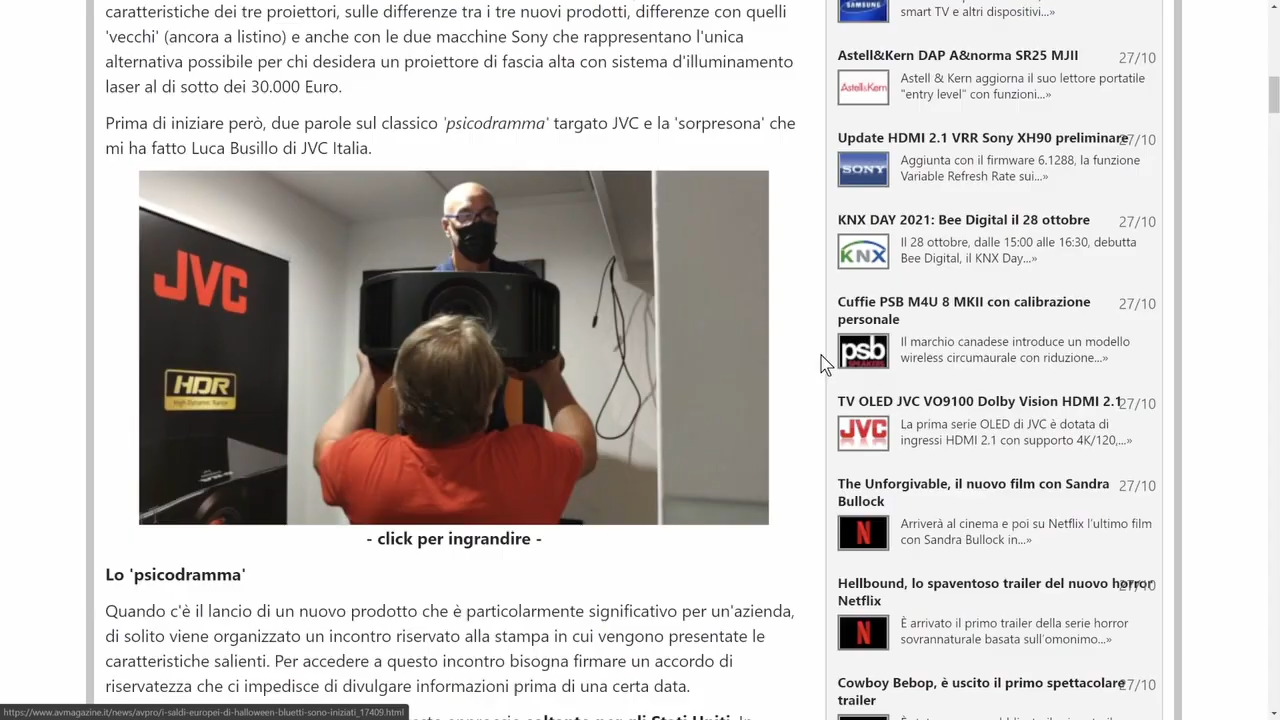 caratteristiche dei tre proiettori, sulle differenze tra i tre nuovi prodotti, differenze con quelli
'vecchi' (ancora a listino) e anche con le due macchine Sony che rappresentano l'unica
alternativa possibile per chi desidera un proiettore di fascia alta con sistema d'illuminamento
laser al di sotto dei 30.000 Euro.
Prima di iniziare però, due parole sul classico 'psicodramma' targato JVC e la 'sorpresona' che
mi ha fatto Luca Busillo di JVC Italia.
JVC
HDR
High Dynamic Range
- click per ingrandire -
Lo 'psicodramma'
Quando c'è il lancio di un nuovo prodotto che è particolarmente significativo per un'azienda,
di solito viene organizzato un incontro riservato alla stampa in cui vengono presentate le
caratteristiche salienti. Per accedere a questo incontro bisogna firmare un accordo di
riservatezza che ci impedisce di divulgare informazioni prima di una certa data.
soltanto per gli Stati Uniti. In
https://www.avmagazine.it/news/avpro/i-saldi-europei-di-halloween-bluetti-sono-iniziati_17409.html
SAMSUNG
smart TV e altri dispositivi...»
Astell&Kern DAP A&norma SR25 MJII
27/10
Astell&Kern
Astell & Kern aggiorna il suo lettore portatile
"entry level" con funzioni...»
Update HDMI 2.1 VRR Sony XH90 preliminare
27/10
SONY
Aggiunta con il firmware 6.1288, la funzione
Variable Refresh Rate sui...»
KNX DAY 2021: Bee Digital il 28 ottobre
27/10
KNX
Il 28 ottobre, dalle 15:00 alle 16:30, debutta
Bee Digital, il KNX Day...»
Cuffie PSB M4U 8 MKII con calibrazione
personale
27/10
psb
SPEAKERS
Il marchio canadese introduce un modello
wireless circumaurale con riduzione...»
TV OLED JVC VO9100 Dolby Vision HDMI 2.1
27/10
JVC
La prima serie OLED di JVC è dotata di
ingressi HDMI 2.1 con supporto 4K/120,...»
The Unforgivable, il nuovo film con Sandra
Bullock
27/10
N
Arriverà al cinema e poi su Netflix l'ultimo film
con Sandra Bullock in...»
Hellbound, lo spaventoso trailer del nuovo horror
Netflix
27/10
N
È arrivato il primo trailer della serie horror
sovrannaturale basata sull'omonimo...»
Cowboy Bebop, è uscito il primo spettacolare
trailer
27/10